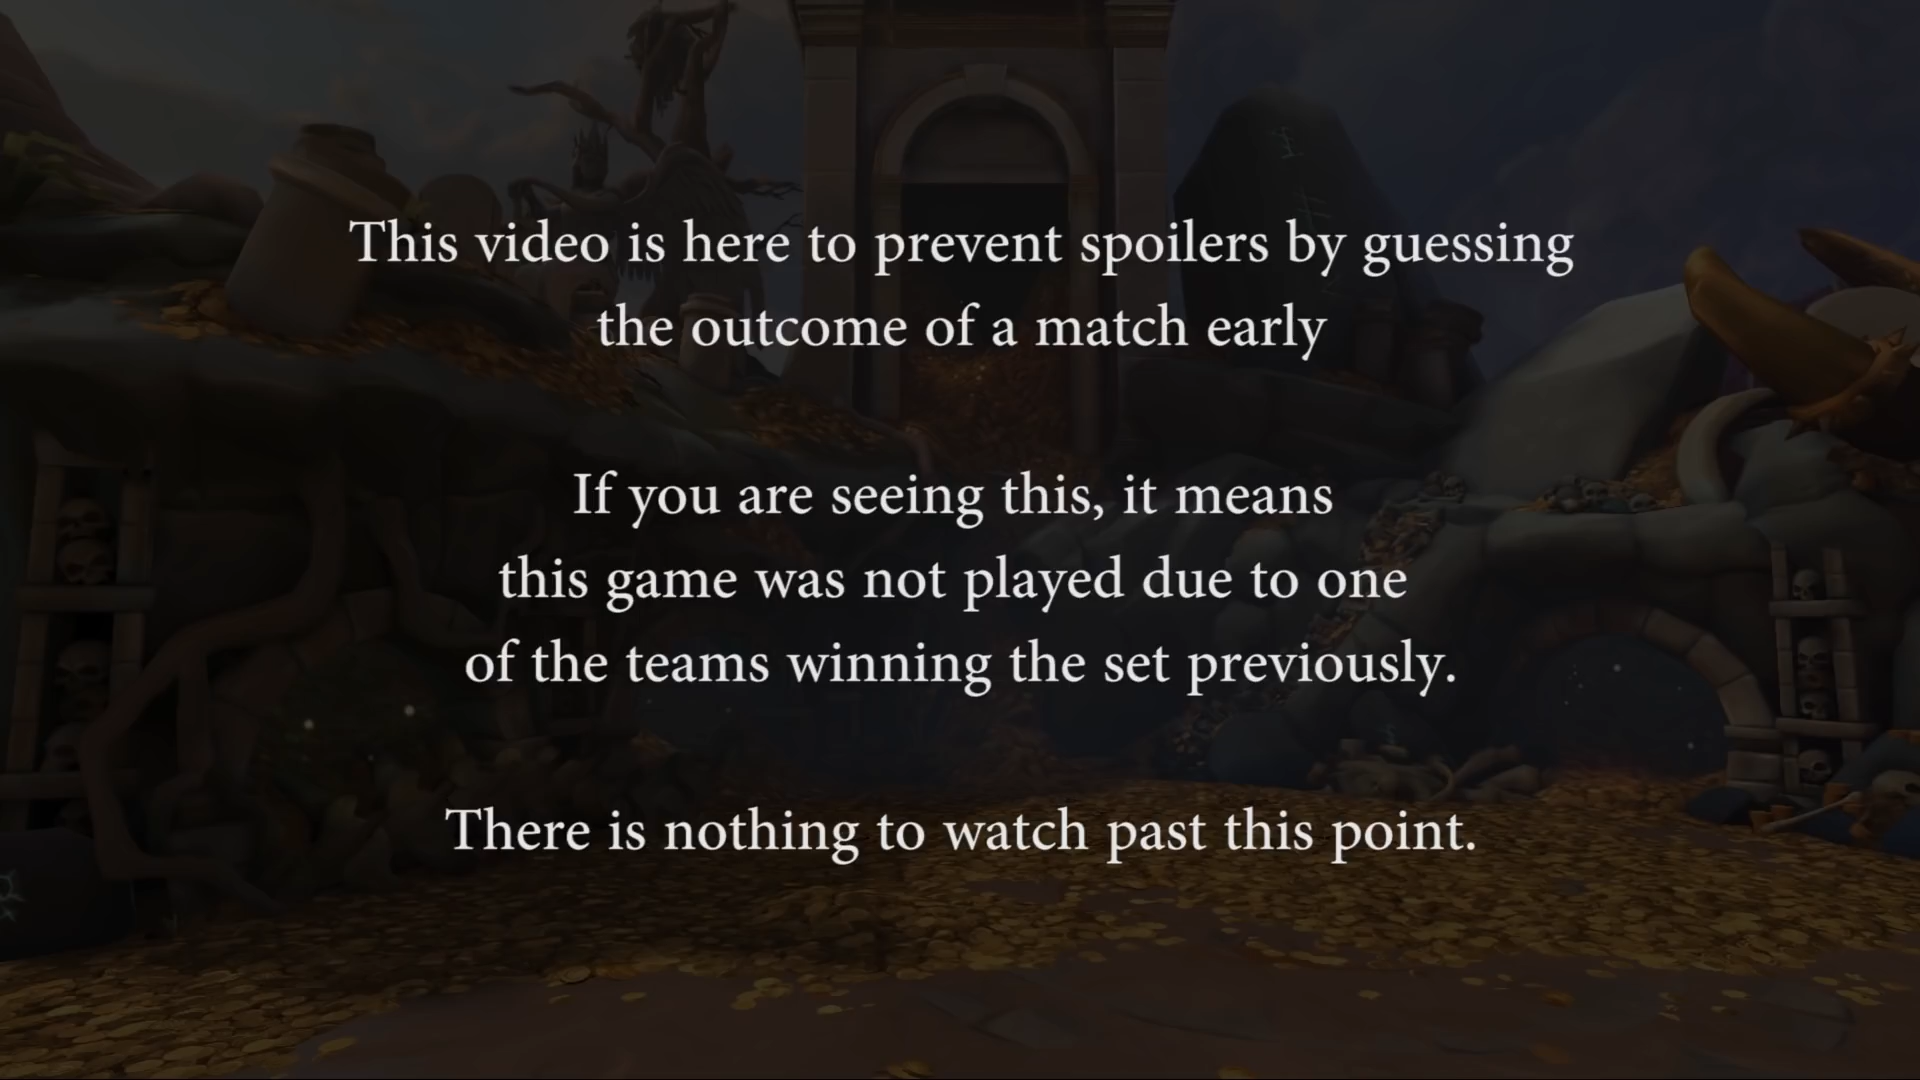 This video is here to prevent spoilers by guessing
the outcome of a match early
If you are seeing this, it means
this game was not played due to one
of the teams winning the set previously.
There is nothing to watch past this point.